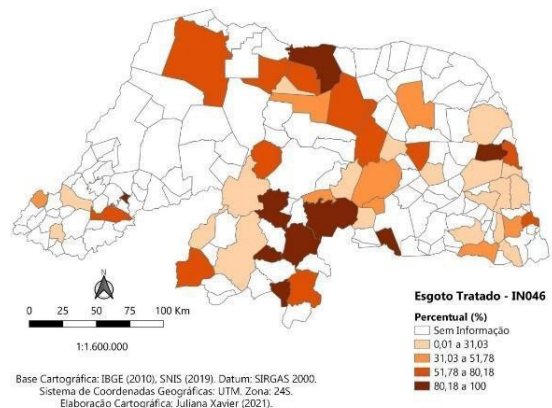 N
0 25 50 75 100 Km
1:1.600.000
Base Cartográfica: IBGE (2010), SNIS (2019). Datum: SIRGAS 2000.
Sistema de Coordenadas Geográficas: UTM. Zona: 24S.
Elaboração Cartográfica: Juliana Xavier (2021).
Esgoto Tratado - IN046
Percentual (%)
Sem Informação
0,01 a 31,03
31,03 a 51,78
51,78 a 80,18
80,18 a 100